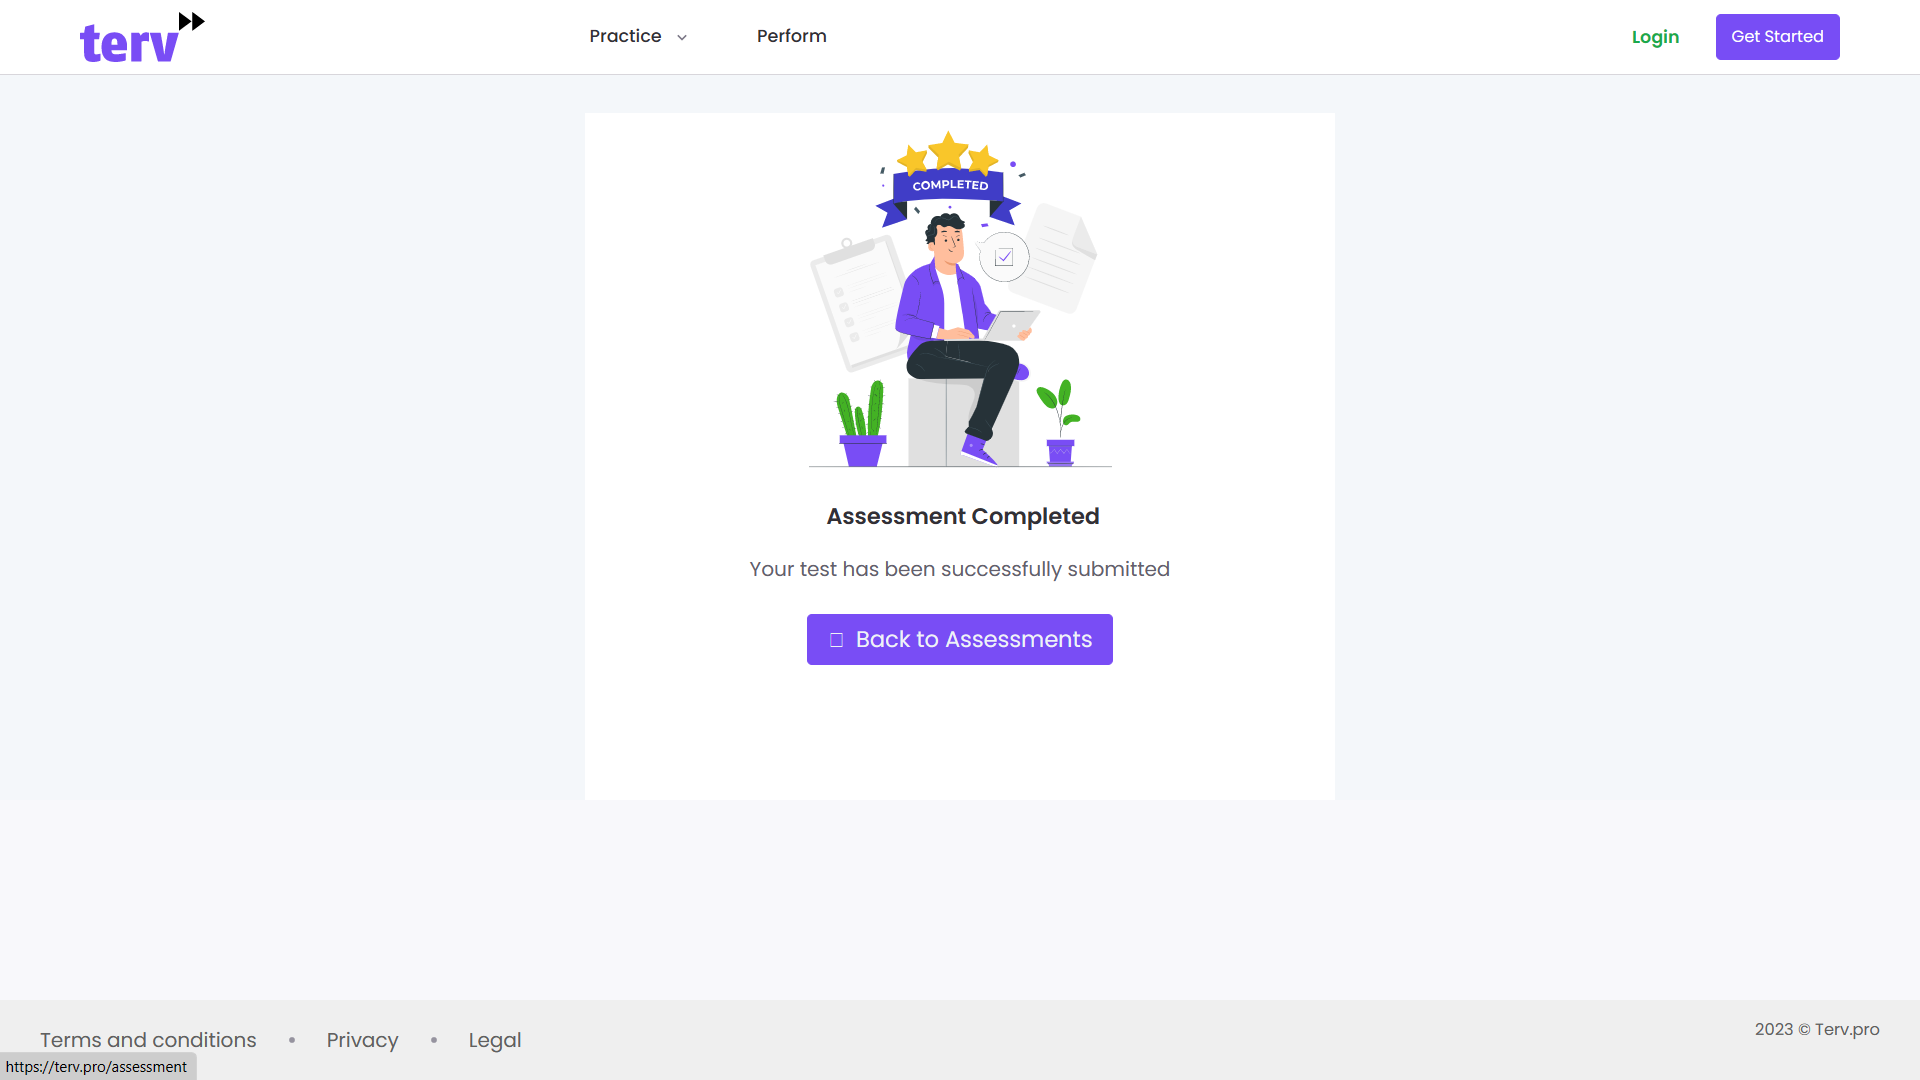 terv
Practice
Perform
Login
Get Started
COMPLETED
Assessment Completed
Your test has been successfully submitted
Back to Assessments
Terms and conditions • Privacy • Legal
2023 © Terv.pro
https://terv.pro/assessment